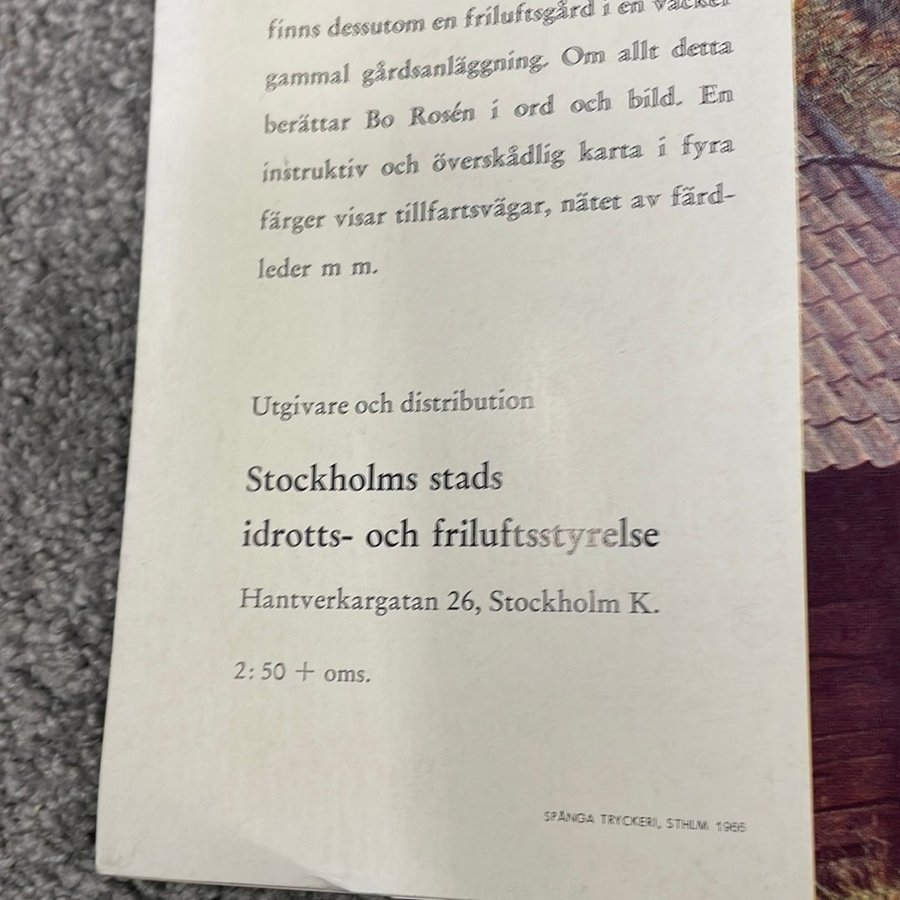 finns dessutom en friluftsgård i en vacker
gammal gårdsanläggning. Om allt detta
berättar Bo Rosén i ord och bild. En
instruktiv och överskådlig karta i fyra
färger visar tillfartsvägar, nätet av färd-
leder m m.
Utgivare och distribution
Stockholms stads
idrotts- och friluftsstyrelse
Hantverkargatan 26, Stockholm K.
2:50 + oms.
SPÅNGA TRYCKERI, STHLM 1966